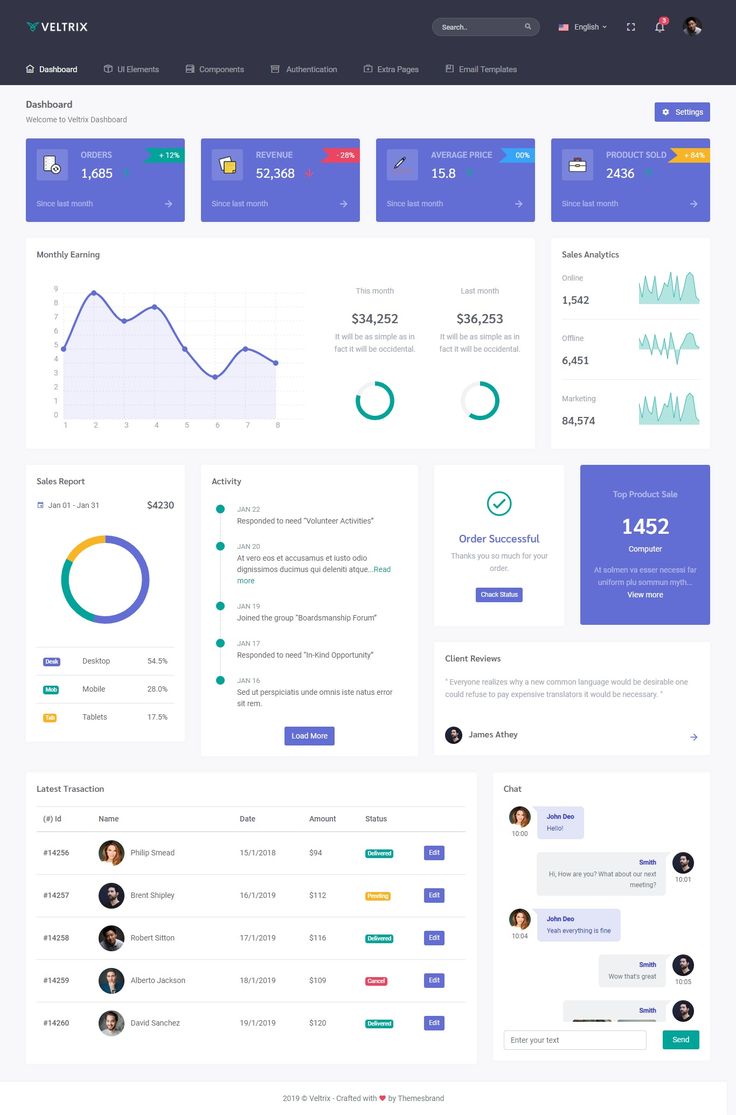 VELTRIX
Search..
English
3
Dashboard
UI Elements
Components
Authentication
Extra Pages
Email Templates
Dashboard
Welcome to Veltrix Dashboard
Settings
ORDERS
+ 12%
1,685
Since last month
REVENUE
- 28%
52,368
Since last month
AVERAGE PRICE
00%
15.8
Since last month
PRODUCT SOLD
+ 84%
2436
Since last month
Monthly Earning
9
8
7
6
5
4
3
2
1
0
1 2 3 4 5 6 7 8
This month
$34,252
It will be as simple as in
fact it will be occidental.
Last month
$36,253
It will be as simple as in
fact it will be occidental.
Sales Analytics
Online
1,542
Offline
6,451
Marketing
84,574
Sales Report
Jan 01 - Jan 31 $4230
Desk Desktop 54.5%
Mob Mobile 28.0%
Tab Tablets 17.5%
Activity
JAN 22
Responded to need “Volunteer Activities”
JAN 20
At vero eos et accusamus et iusto odio
dignissimos ducimus qui deleniti atque...Read
more
JAN 19
Joined the group “Boardsmanship Forum”
JAN 17
Responded to need “In-Kind Opportunity”
JAN 16
Sed ut perspiciatis unde omnis iste natus error
sit rem.
Load More
Order Successful
Thanks you so much for your
order.
Chack Status
Top Product Sale
1452
Computer
At solmen va esser necessi far
uniform plu sommun myth...
View more
Client Reviews
" Everyone realizes why a new common language would be desirable one
could refuse to pay expensive translators it would be necessary. "
James Athey
Latest Trasaction
(#) Id Name Date Amount Status
#14256 Philip Smead 15/1/2018 $94 Delivered Edit
#14257 Brent Shipley 16/1/2019 $112 Pending Edit
#14258 Robert Sitton 17/1/2019 $116 Delivered Edit
#14259 Alberto Jackson 18/1/2019 $109 Cancel Edit
#14260 David Sanchez 19/1/2019 $120 Delivered Edit
Chat
John Deo
Hello!
10:00
Smith
Hi, How are you? What about our next
meeting?
10:01
John Deo
Yeah everything is fine
10:04
Smith
Wow that's great
10:05
Smith
Enter your text
Send
2019 © Veltrix - Crafted with ❤ by Themesbrand